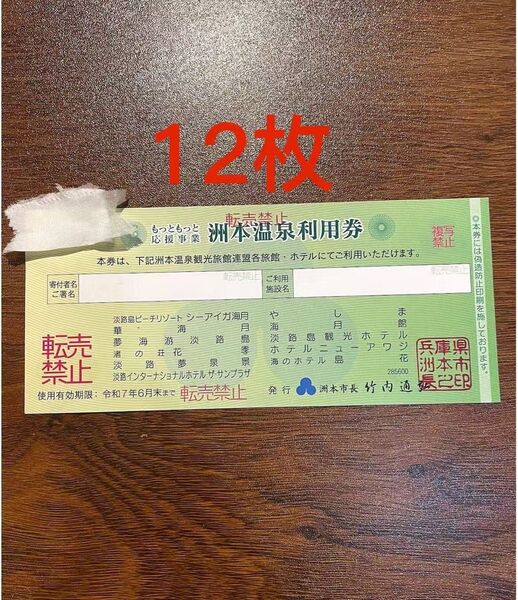 12枚
もっともっと
応援事業
洲本温泉利用券
転売禁止
複写
禁止
本券は、下記洲本温泉観光旅館連盟各旅館・ホテルにてご利用いただけます。
寄付者名
ご署名
転売禁止
ご利用
施設名
転売禁止
淡路島ビーチリゾート シーアイガ海月
華海月
夢海游淡路島
渚の荘花季
淡路夢泉景
淡路インターナショナルホテル ザ・サンプラザ
やしま
海月館
淡路島観光ホテル
ホテルニューアワジ
海のホテル島花
285600
転売
禁止
転売禁止
使用有効期限：令和7年6月末まで
発行
洲本市長 竹内通
兵庫県
洲本市
長之印
◎本券には偽造防止印刷を施しております。